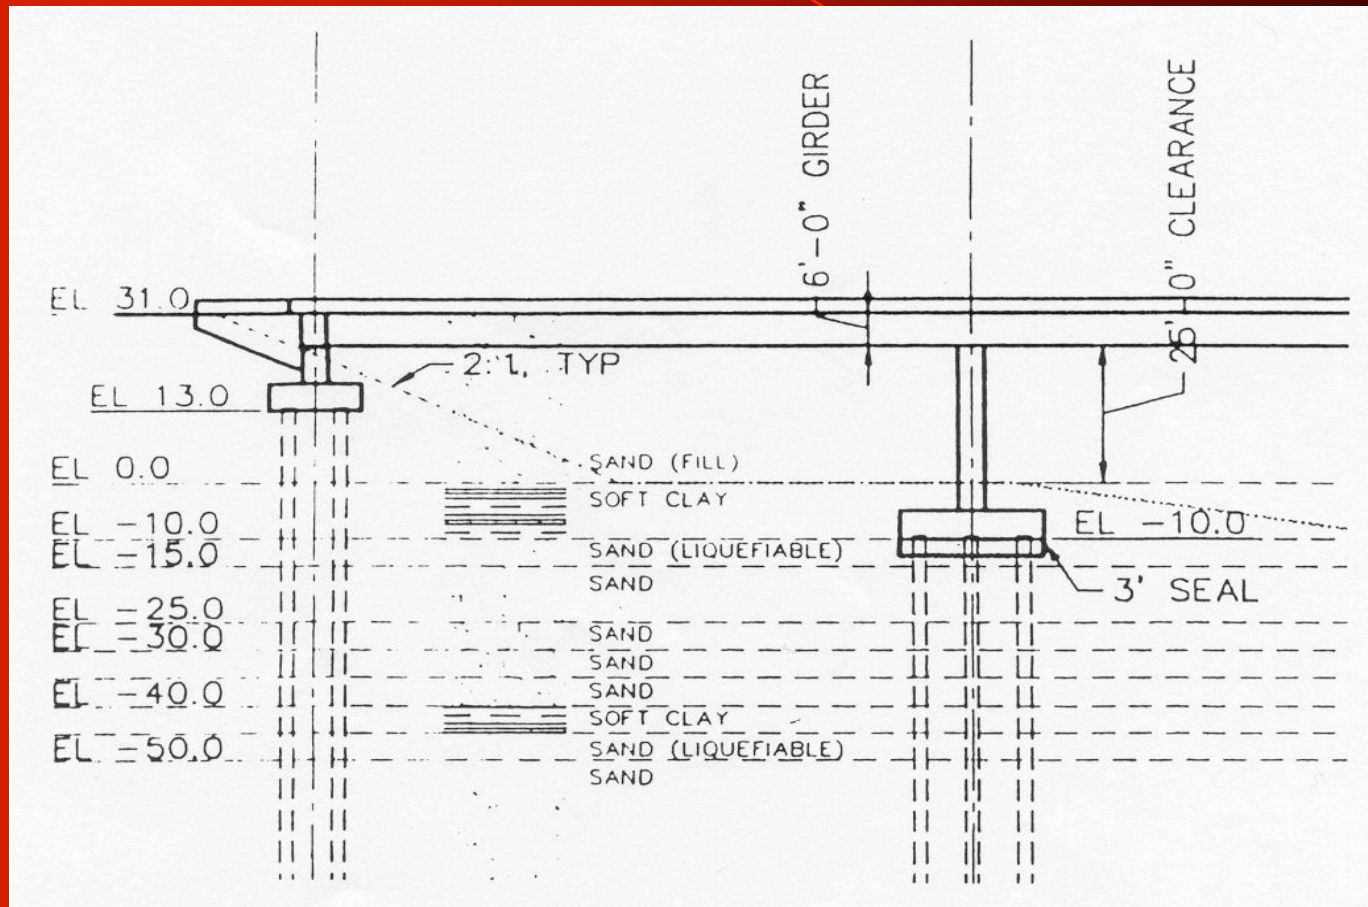 6'-0" GIRDER
25'
0" CLEARANCE
EL 31.0
2:1, TYP
EL 13.0
EL 0.0
SAND (FILL)
SOFT CLAY
EL -10.0
EL -10.0
EL -15.0
SAND (LIQUEFIABLE)
SAND
3' SEAL
EL -25.0
EL -30.0
SAND
SAND
EL -40.0
SAND
SOFT CLAY
EL -50.0
SAND (LIQUEFIABLE)
SAND